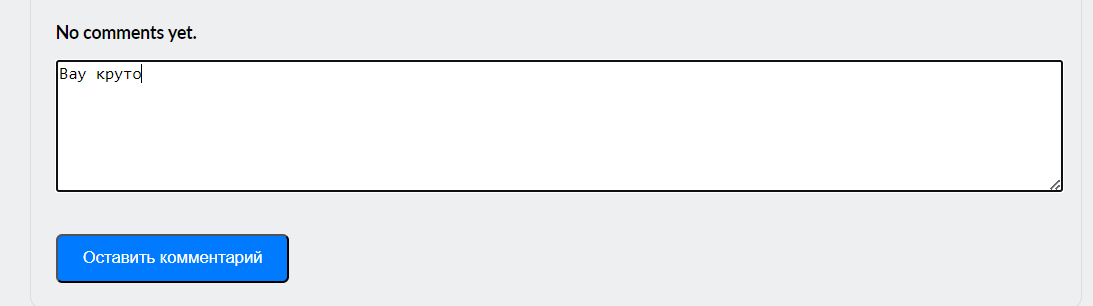 No comments yet.
Вау круто
Оставить комментарий